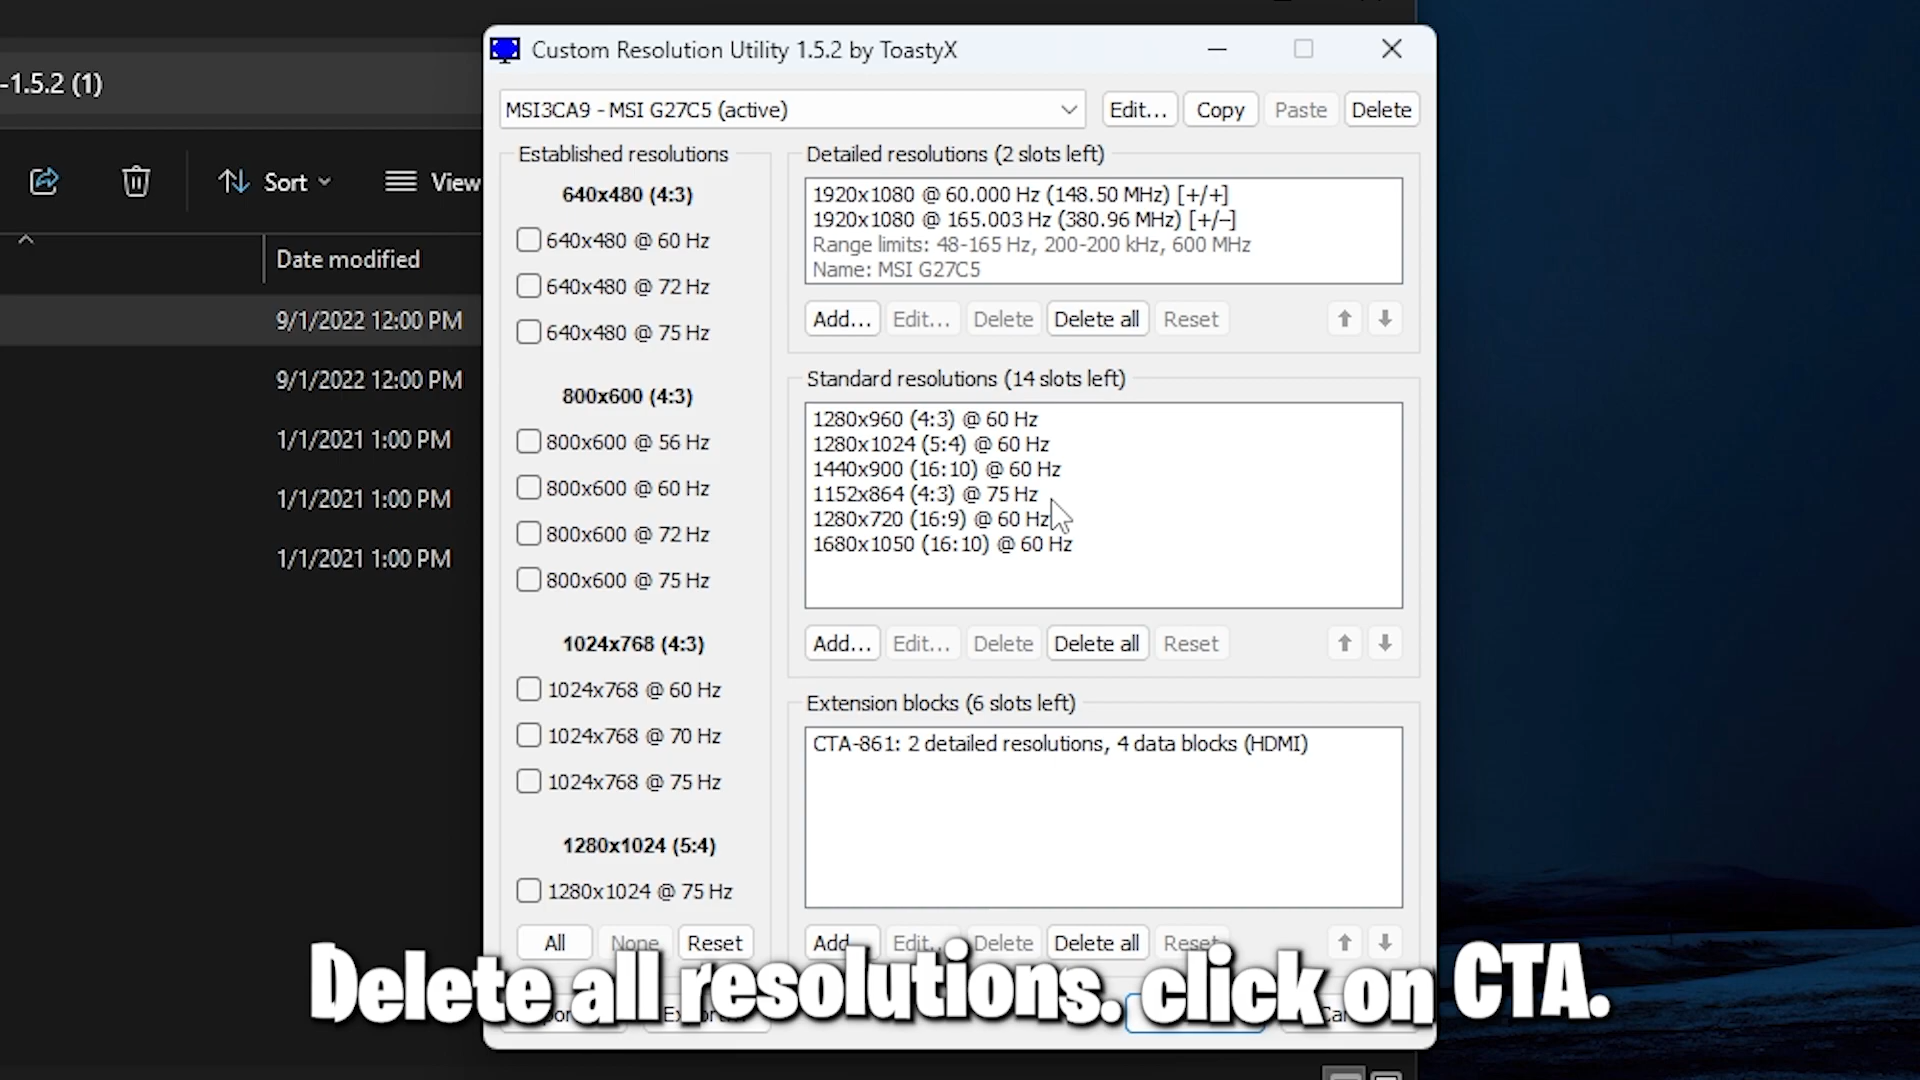 -1.5.2 (1)
Sort
View
Date modified
9/1/2022 12:00 PM
9/1/2022 12:00 PM
1/1/2021 1:00 PM
1/1/2021 1:00 PM
1/1/2021 1:00 PM
Custom Resolution Utility 1.5.2 by ToastyX
MSI3CA9 - MSI G27C5 (active)
Edit... Copy Paste Delete
Established resolutions
640x480 (4:3)
640x480 @ 60 Hz
640x480 @ 72 Hz
640x480 @ 75 Hz
800x600 (4:3)
800x600 @ 56 Hz
800x600 @ 60 Hz
800x600 @ 72 Hz
800x600 @ 75 Hz
1024x768 (4:3)
1024x768 @ 60 Hz
1024x768 @ 70 Hz
1024x768 @ 75 Hz
1280x1024 (5:4)
1280x1024 @ 75 Hz
All None Reset
Detailed resolutions (2 slots left)
1920x1080 @ 60.000 Hz (148.50 MHz) [+/+]
1920x1080 @ 165.003 Hz (380.96 MHz) [+/-]
Range limits: 48-165 Hz, 200-200 kHz, 600 MHz
Name: MSI G27C5
Add... Edit... Delete Delete all Reset
Standard resolutions (14 slots left)
1280x960 (4:3) @ 60 Hz
1280x1024 (5:4) @ 60 Hz
1440x900 (16:10) @ 60 Hz
1152x864 (4:3) @ 75 Hz
1280x720 (16:9) @ 60 Hz
1680x1050 (16:10) @ 60 Hz
Add... Edit... Delete Delete all Reset
Extension blocks (6 slots left)
CTA-861: 2 detailed resolutions, 4 data blocks (HDMI)
Add... Edit... Delete Delete all Reset
Delete all resolutions. click on CTA.